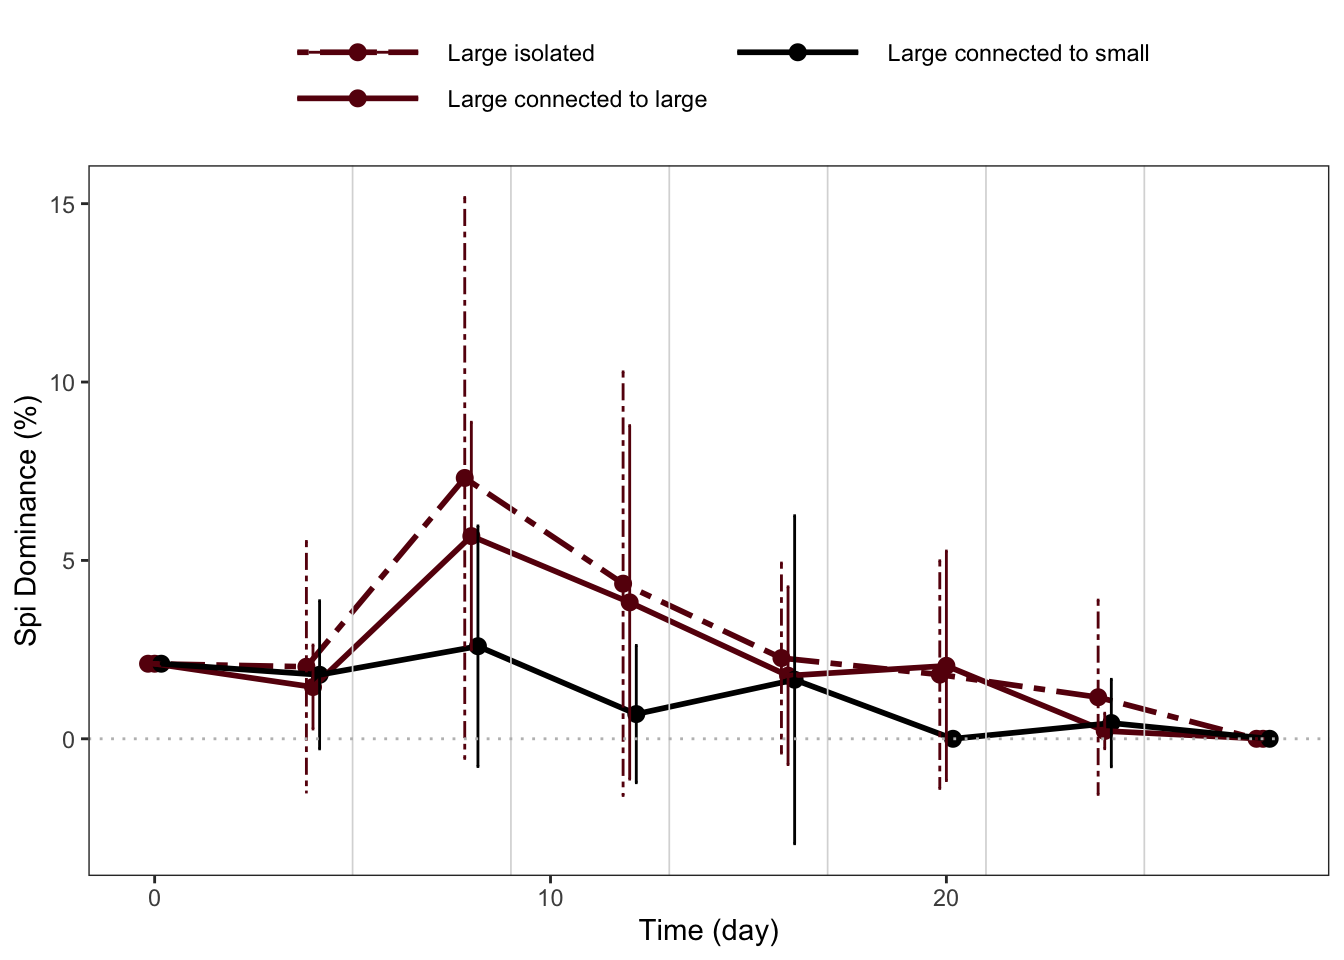 Large isolated
Large connected to small
Large connected to large
15
10
5
0
Spi Dominance (%)
0
10
20
Time (day)